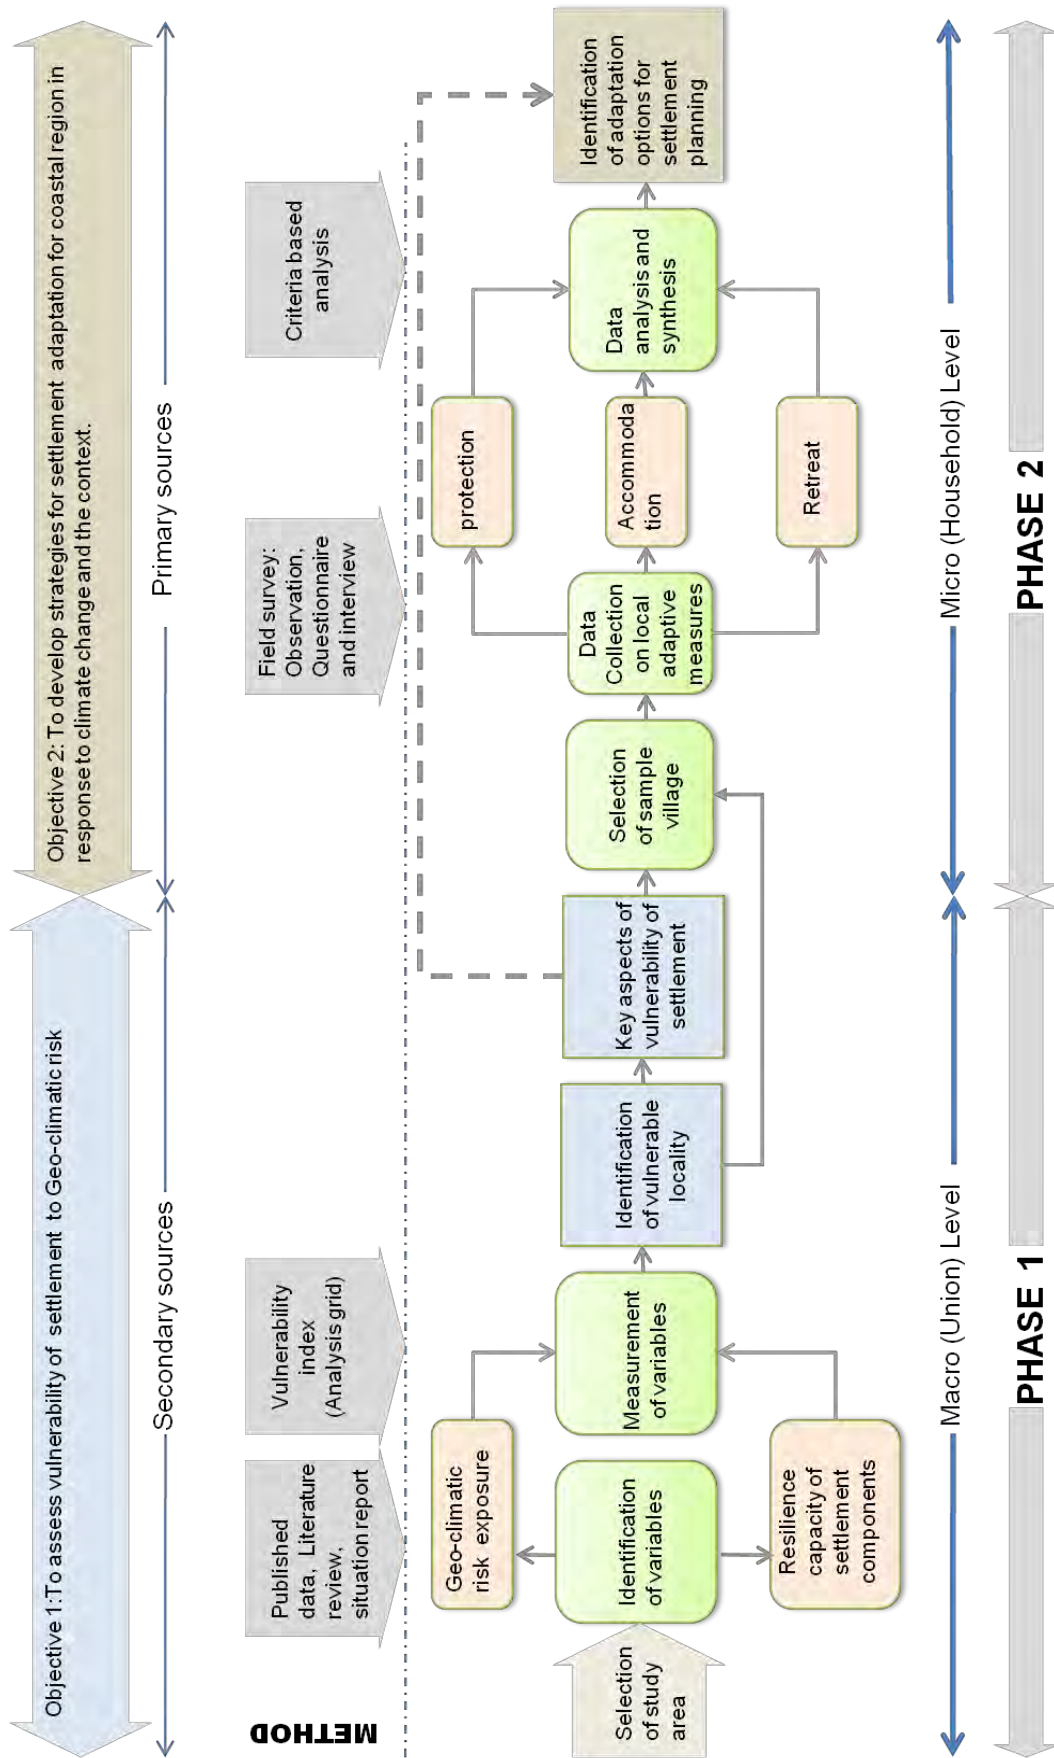 Objective 1:To assess vulnerability of settlement to Geo-climatic risk
Objective 2: To develop strategies for settlement adaptation for coastal region in
response to climate change and the context.
Secondary sources
Primary sources
METHOD
Published
data, Literature
review,
situation report
Vulnerability
index
(Analysis grid)
Field survey:
Observation,
Questionnaire
and interview
Criteria based
analysis
Selection
of study
area
Geo-climatic
risk exposure
Identification
of variables
Resilience
capacity of
settlement
components
Measurement
of variables
Identification
of vulnerable
locality
Key aspects of
vulnerability of
settlement
Selection
of sample
village
Data
Collection
on local
adaptive
measures
protection
Accommoda
tion
Retreat
Data
analysis and
synthesis
Identification
of adaptation
options for
settlement
planning
Macro (Union) Level
Micro (Household) Level
PHASE 1
PHASE 2